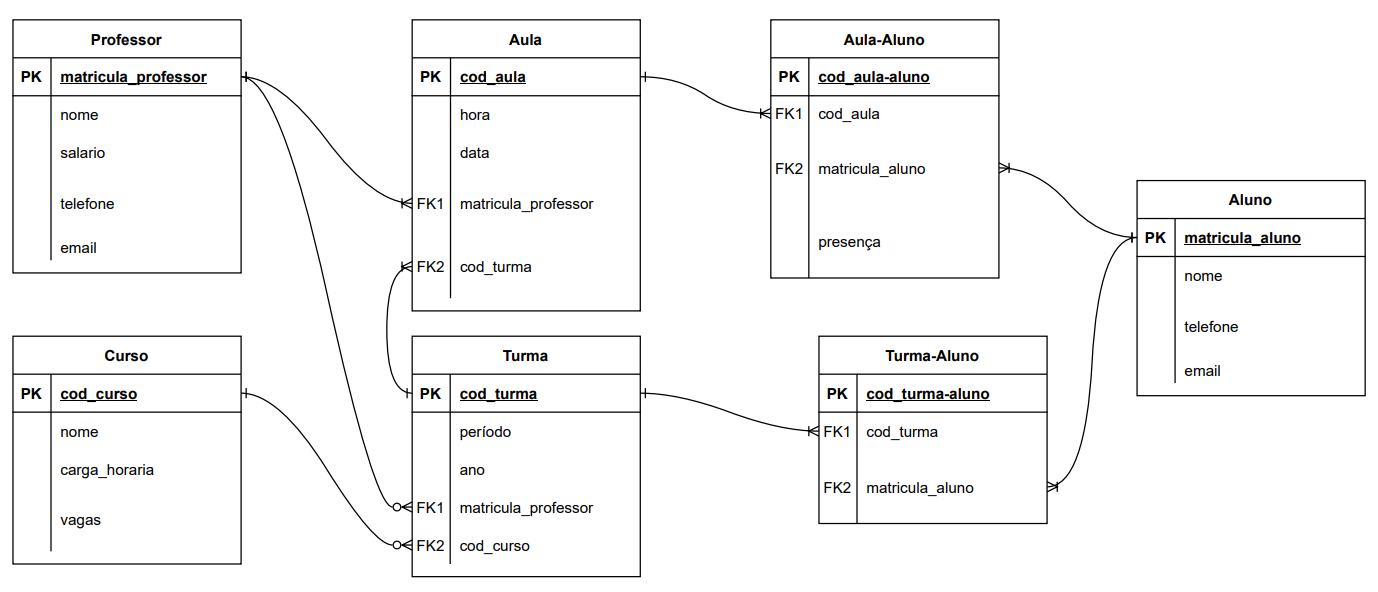 Professor
PK matricula_professor
nome
salario
telefone
email
Aula
PK cod_aula
hora
data
FK1 matricula_professor
FK2 cod_turma
Aula-Aluno
PK cod_aula-aluno
FK1 cod_aula
FK2 matricula_aluno
presença
Aluno
PK matricula_aluno
nome
telefone
email
Curso
PK cod_curso
nome
carga_horaria
vagas
Turma
PK cod_turma
período
ano
FK1 matricula_professor
FK2 cod_curso
Turma-Aluno
PK cod_turma-aluno
FK1 cod_turma
FK2 matricula_aluno